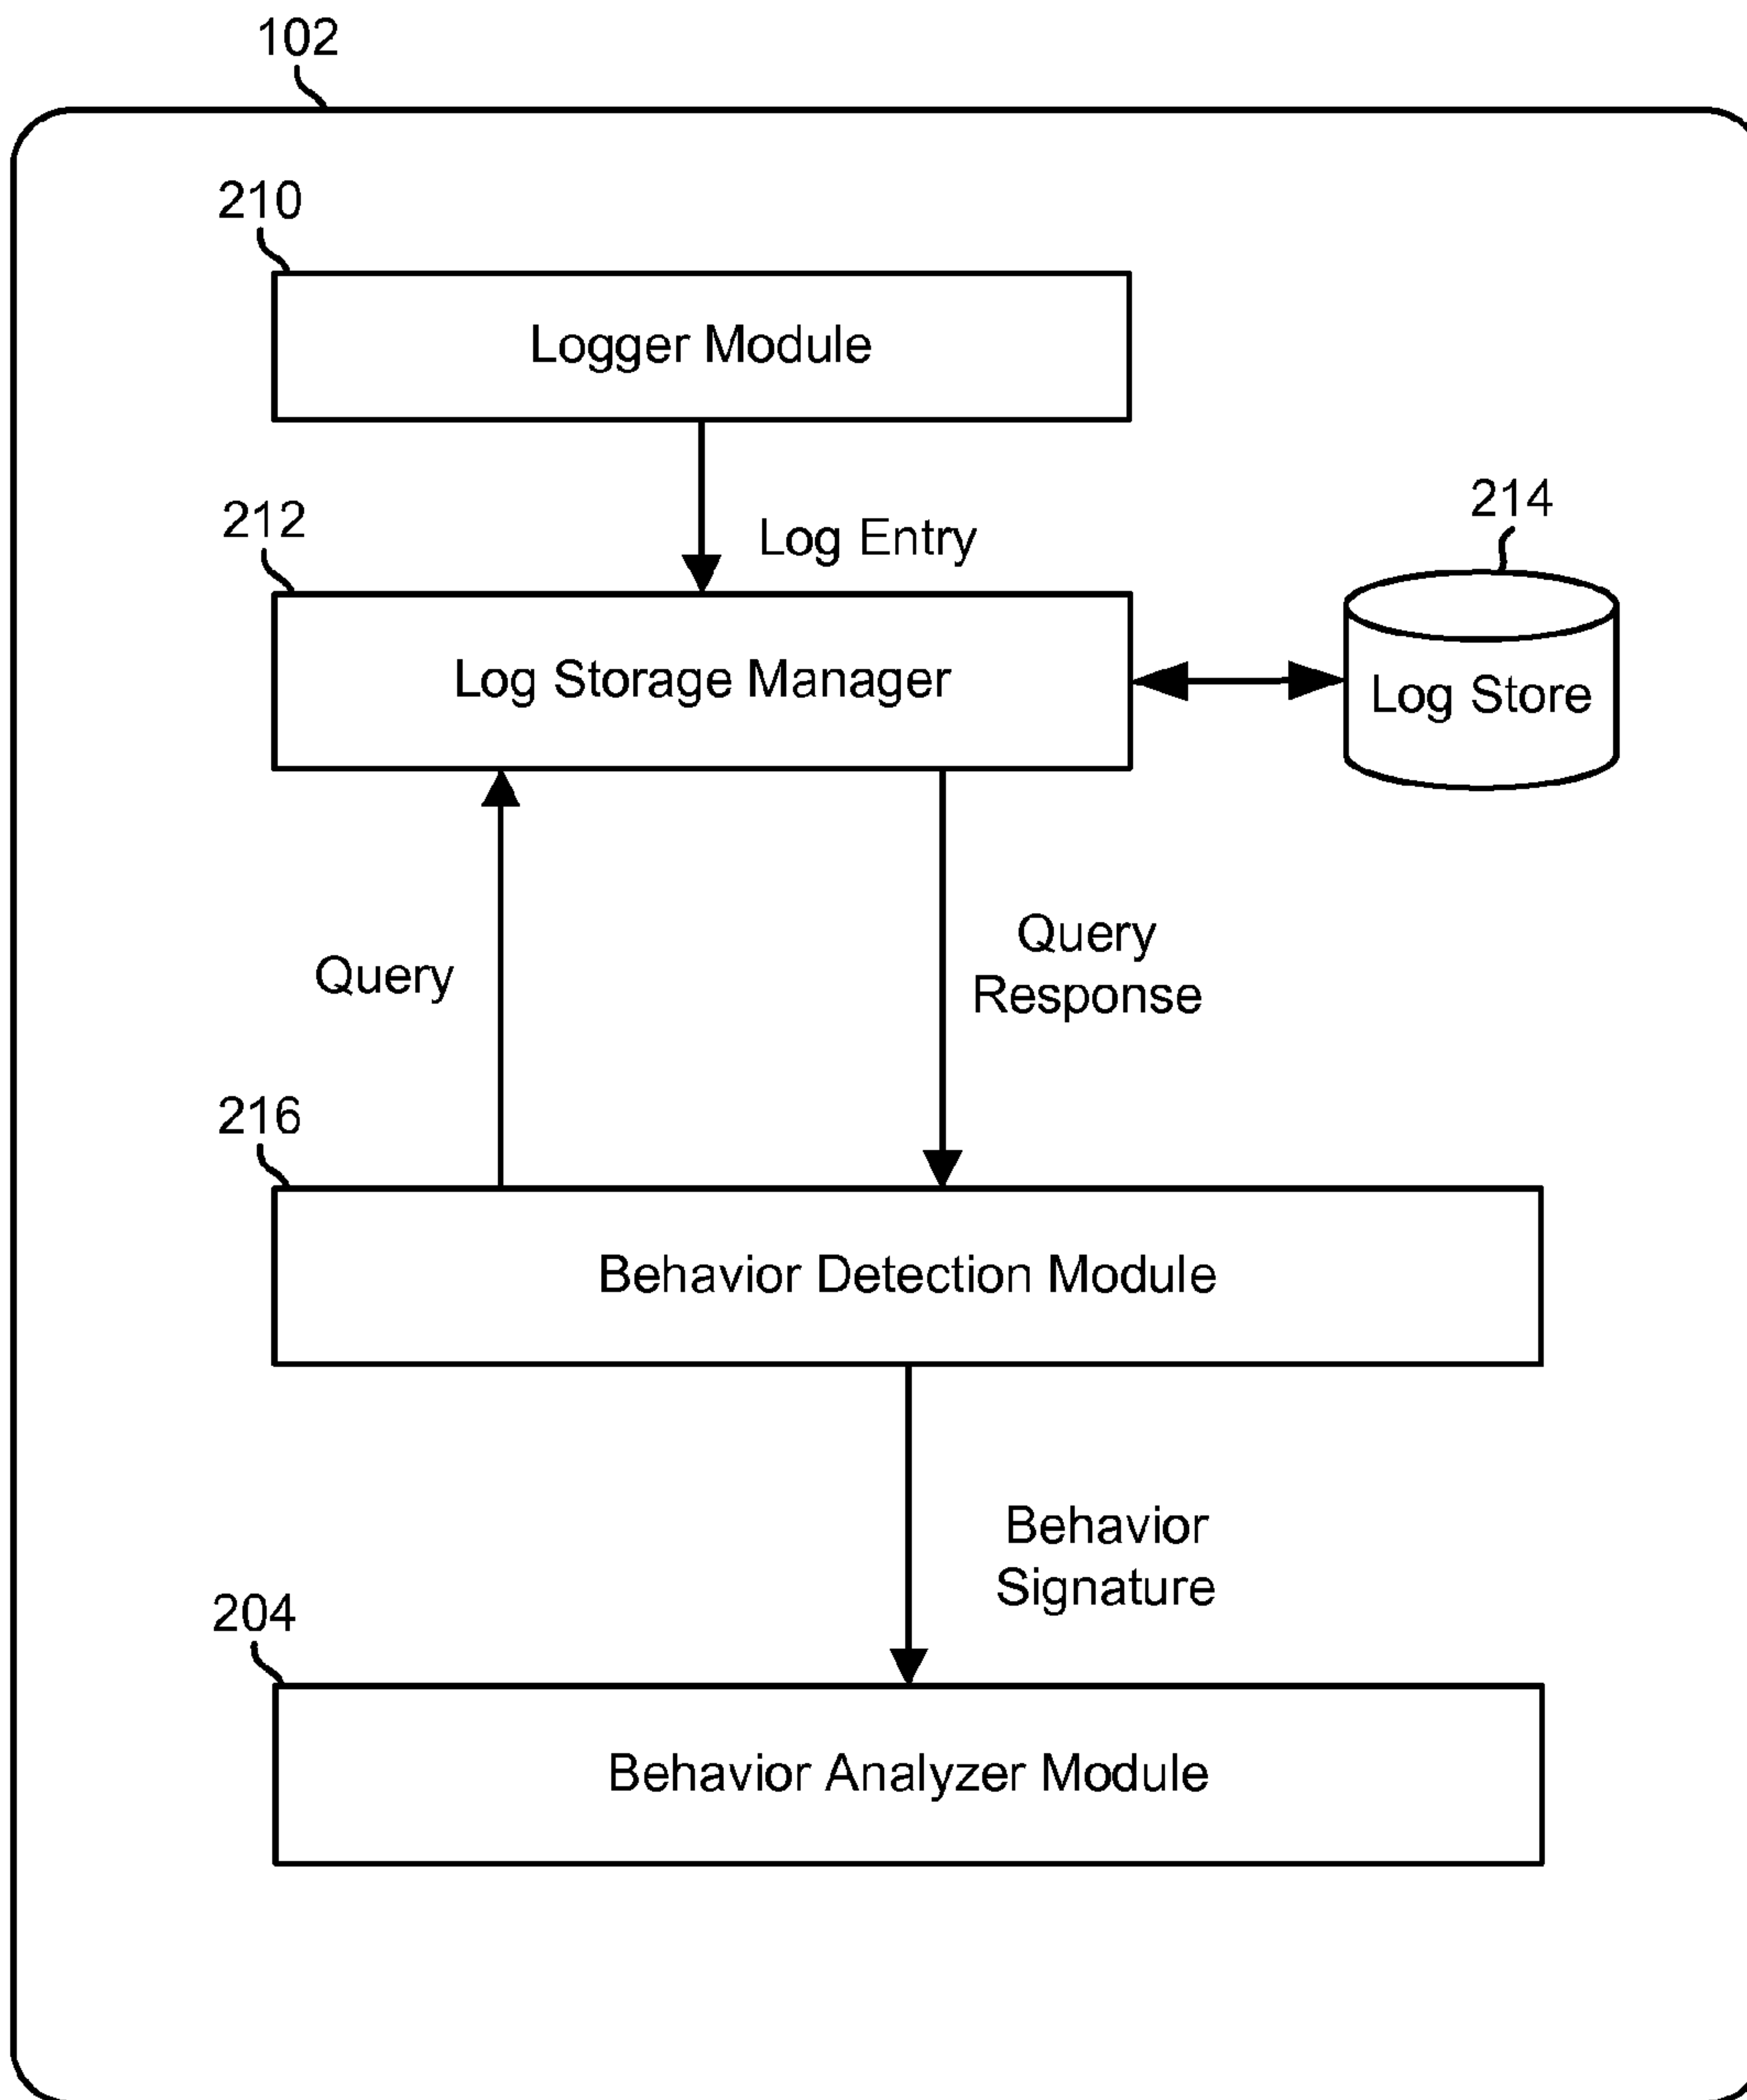 102
210
Logger Module
212
Log Entry
214
Log Storage Manager
Log Store
Query
Query
Response
216
Behavior Detection Module
Behavior
Signature
204
Behavior Analyzer Module